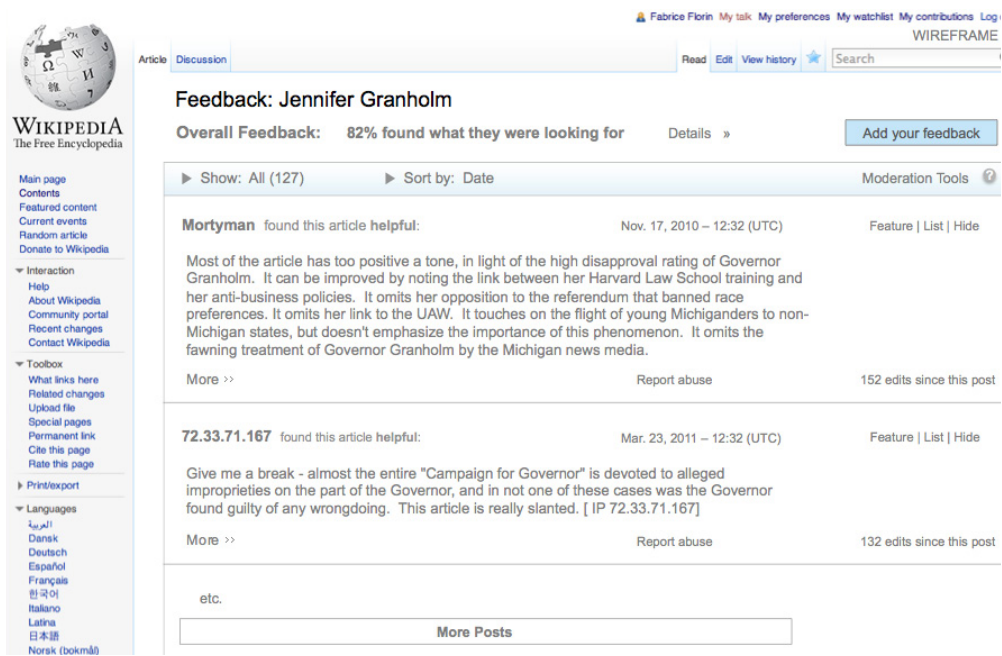 Fabrice Florin My talk My preferences My watchlist My contributions Log
WIREFRAME
Article Discussion Read Edit View history Search
WIKIPEDIA
The Free Encyclopedia
Main page
Contents
Featured content
Current events
Random article
Donate to Wikipedia
Interaction
Help
About Wikipedia
Community portal
Recent changes
Contact Wikipedia
Toolbox
What links here
Related changes
Upload file
Special pages
Permanent link
Cite this page
Rate this page
Print/export
Languages
العربية
Dansk
Deutsch
Español
Français
한국어
Italiano
Latina
日本語
Norsk (bokmål)
Feedback: Jennifer Granholm
Overall Feedback: 82% found what they were looking for Details » Add your feedback
Show: All (127) Sort by: Date Moderation Tools ?
Mortyman found this article helpful: Nov. 17, 2010 – 12:32 (UTC) Feature | List | Hide
Most of the article has too positive a tone, in light of the high disapproval rating of Governor
Granholm. It can be improved by noting the link between her Harvard Law School training and
her anti-business policies. It omits her opposition to the referendum that banned race
preferences. It omits her link to the UAW. It touches on the flight of young Michiganders to non-
Michigan states, but doesn't emphasize the importance of this phenomenon. It omits the
fawning treatment of Governor Granholm by the Michigan news media.
More >> Report abuse 152 edits since this post
72.33.71.167 found this article helpful: Mar. 23, 2011 – 12:32 (UTC) Feature | List | Hide
Give me a break - almost the entire "Campaign for Governor" is devoted to alleged
improprieties on the part of the Governor, and in not one of these cases was the Governor
found guilty of any wrongdoing. This article is really slanted. [ IP 72.33.71.167]
More >> Report abuse 132 edits since this post
etc.
More Posts